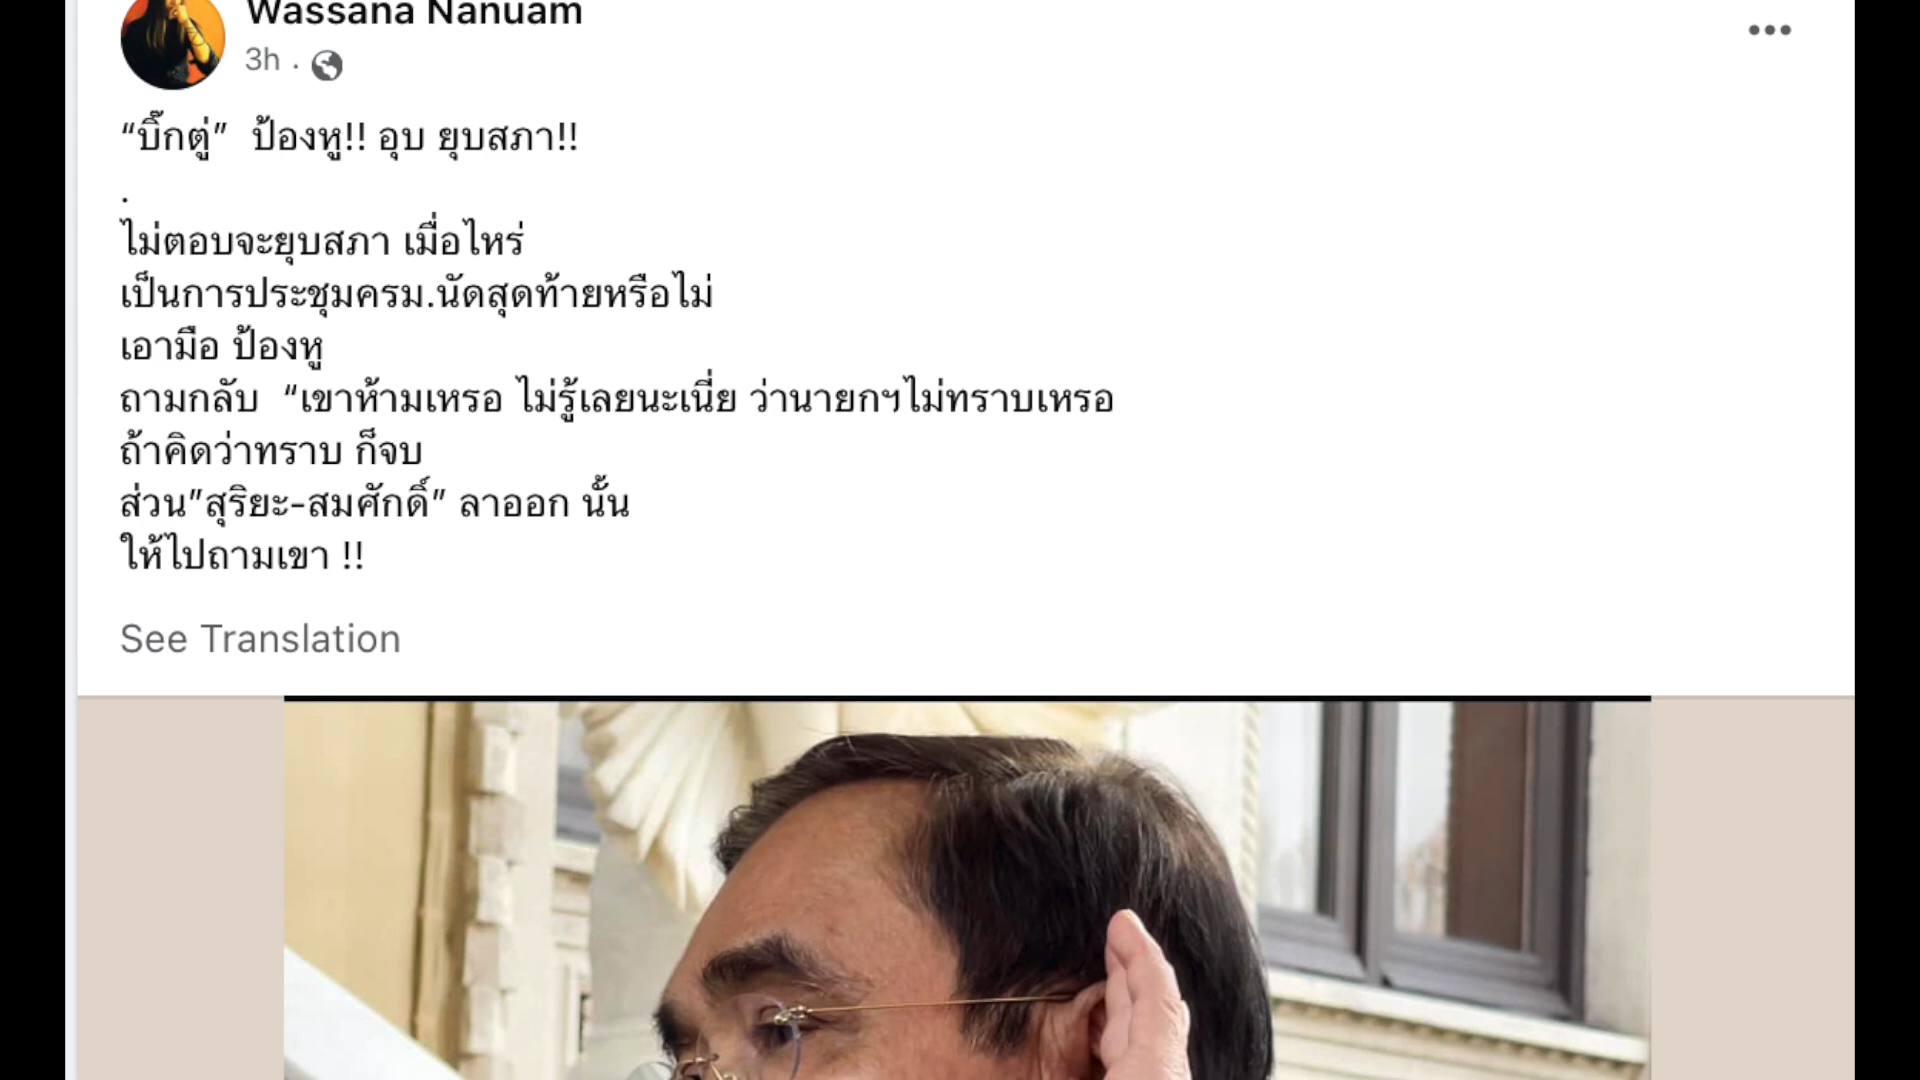 Wassana Nanuam
3h .
“บิ๊กตู่”  ป้องหู!! อุบ ยุบสภา!!
.
ไม่ตอบจะยุบสภา เมื่อไหร่
เป็นการประชุมครม.นัดสุดท้ายหรือไม่
เอามือ ป้องหู
ถามกลับ  “เขาห้ามเหรอ ไม่รู้เลยนะเนี่ย ว่านายกฯไม่ทราบเหรอ
ถ้าคิดว่าทราบ ก็จบ
ส่วน”สุริยะ-สมศักดิ์” ลาออก นั้น
ให้ไปถามเขา !!
See Translation